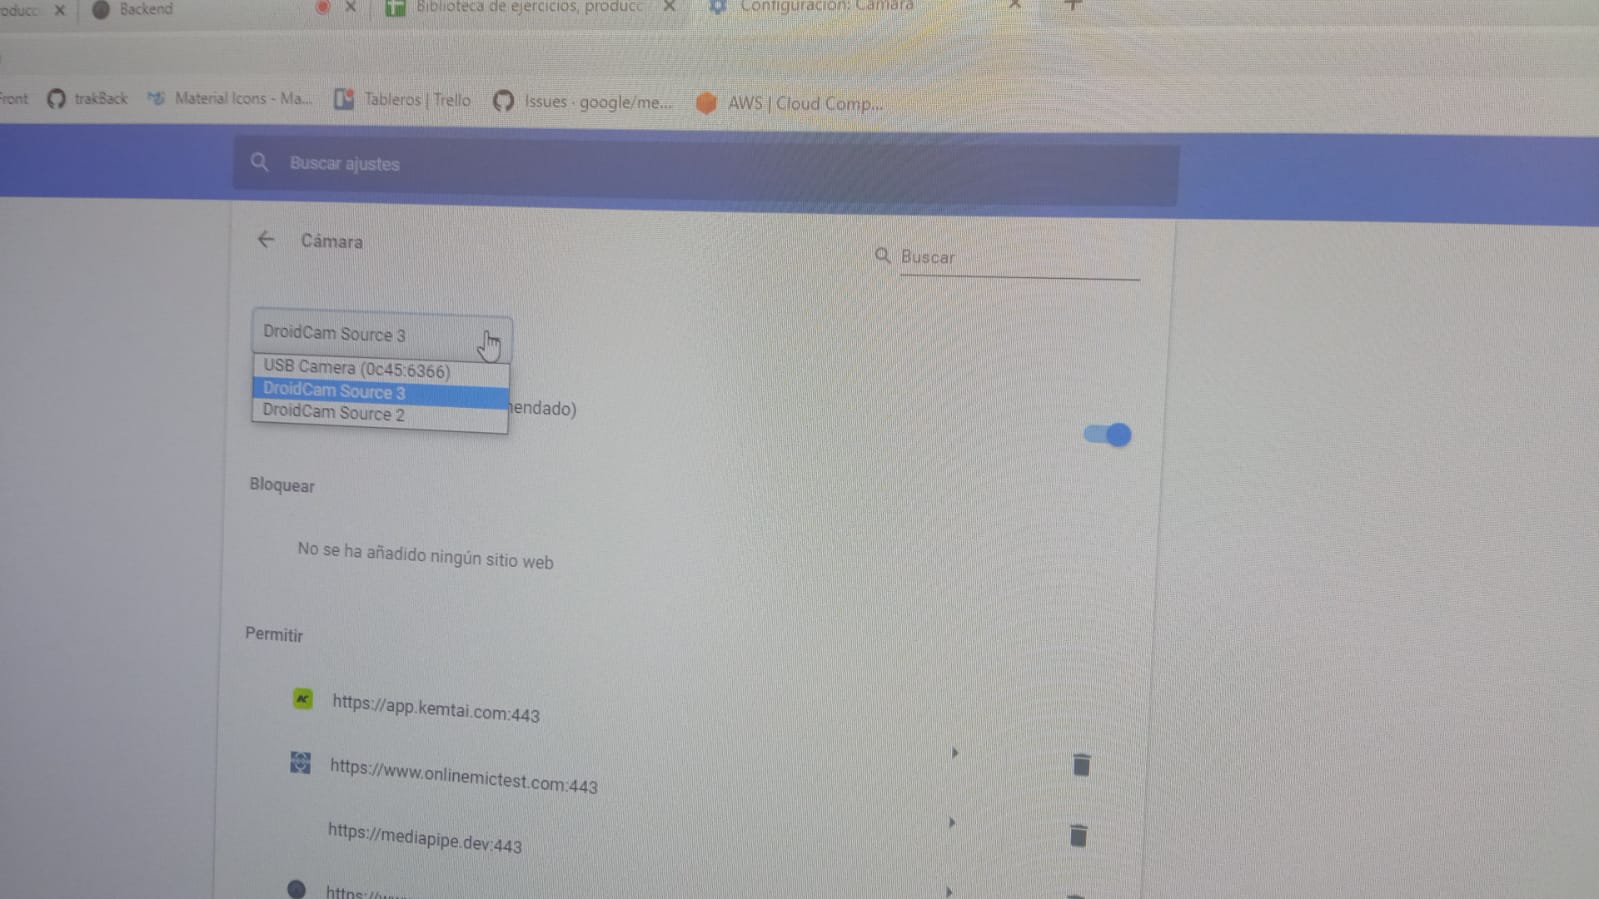 Backend
Biblioteca de ejercicios, producc
Configuración: Cámara
Front
trakBack
Material Icons - Ma...
Tableros | Trello
Issues · google/me...
AWS | Cloud Comp...
Buscar ajustes
Cámara
Buscar
DroidCam Source 3
USB Camera (0c45:6366)
DroidCam Source 3
DroidCam Source 2
nendado)
Bloquear
No se ha añadido ningún sitio web
Permitir
https://app.kemtai.com:443
https://www.onlinemictest.com:443
https://mediapipe.dev:443